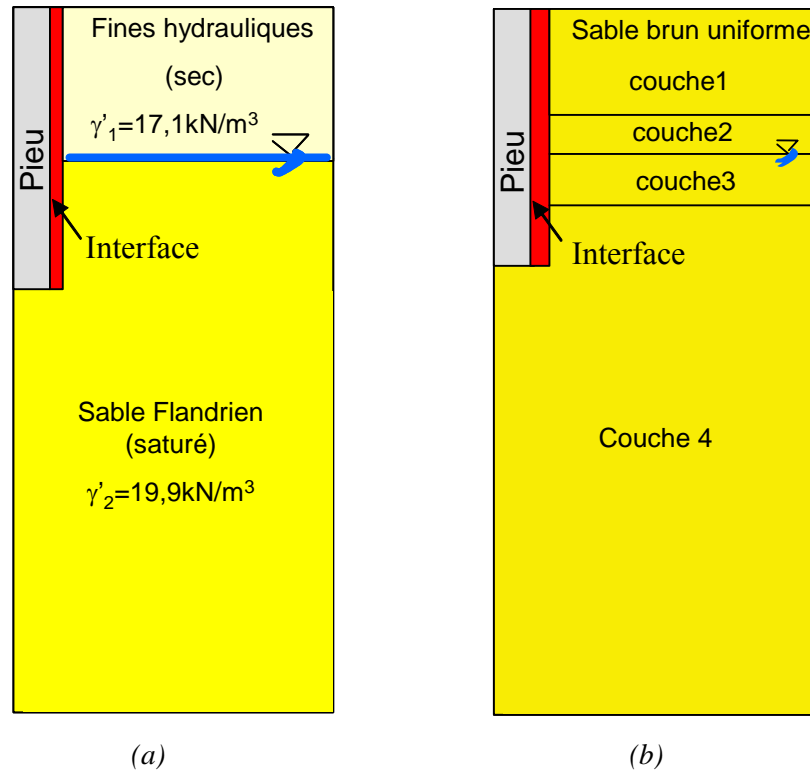 Fines hydrauliques
(sec)
γ'₁=17,1kN/m³
Pieu
Interface
Sable Flandrien
(saturé)
γ'₂=19,9kN/m³
(a)
Sable brun uniforme
couche1
couche2
couche3
Pieu
Interface
Couche 4
(b)